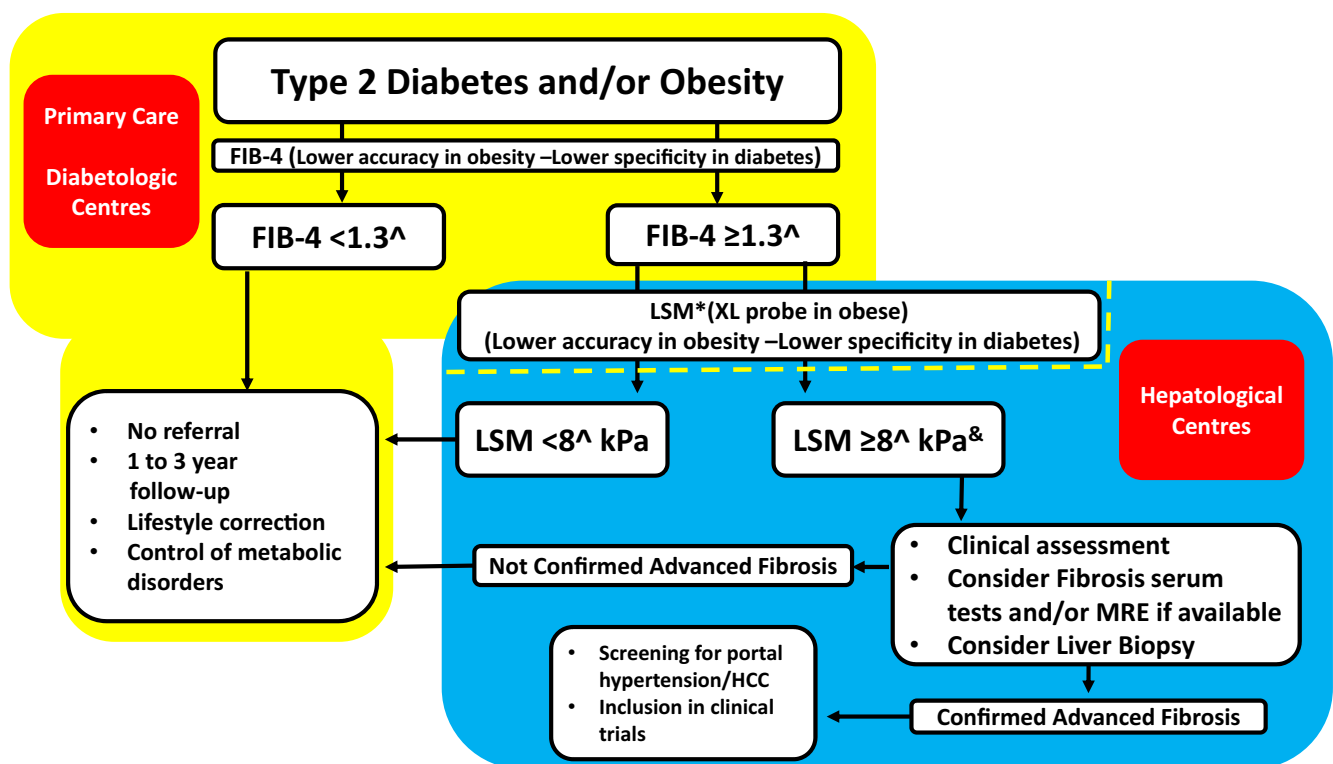 Type 2 Diabetes and/or Obesity
Primary Care
Diabetologic
Centres
FIB-4 (Lower accuracy in obesity –Lower specificity in diabetes)
FIB-4 <1.3^
FIB-4 ≥1.3^
LSM*(XL probe in obese)
(Lower accuracy in obesity –Lower specificity in diabetes)
Hepatological
Centres
LSM <8^ kPa
LSM ≥8^ kPa&
• No referral
• 1 to 3 year
follow-up
• Lifestyle correction
• Control of metabolic
disorders
Not Confirmed Advanced Fibrosis
• Clinical assessment
• Consider Fibrosis serum
tests and/or MRE if available
• Consider Liver Biopsy
• Screening for portal
hypertension/HCC
• Inclusion in clinical
trials
Confirmed Advanced Fibrosis